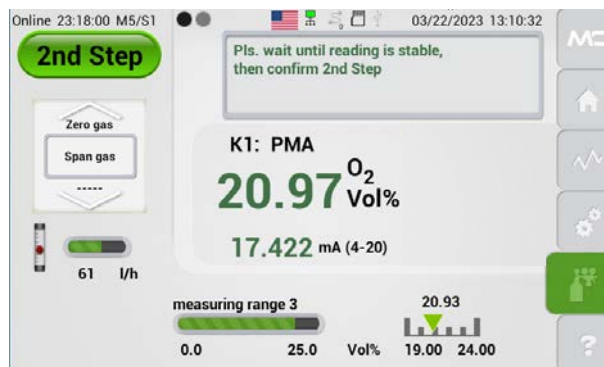 Online 23:18:00 M5/S1
03/22/2023 13:10:32
2nd Step
Pls. wait until reading is stable,
then confirm 2nd Step
Zero gas
Span gas
-----
K1: PMA
20.97 O2 Vol%
17.422 mA (4-20)
61 l/h
measuring range 3
20.93
0.0 25.0 Vol% 19.00 24.00
?